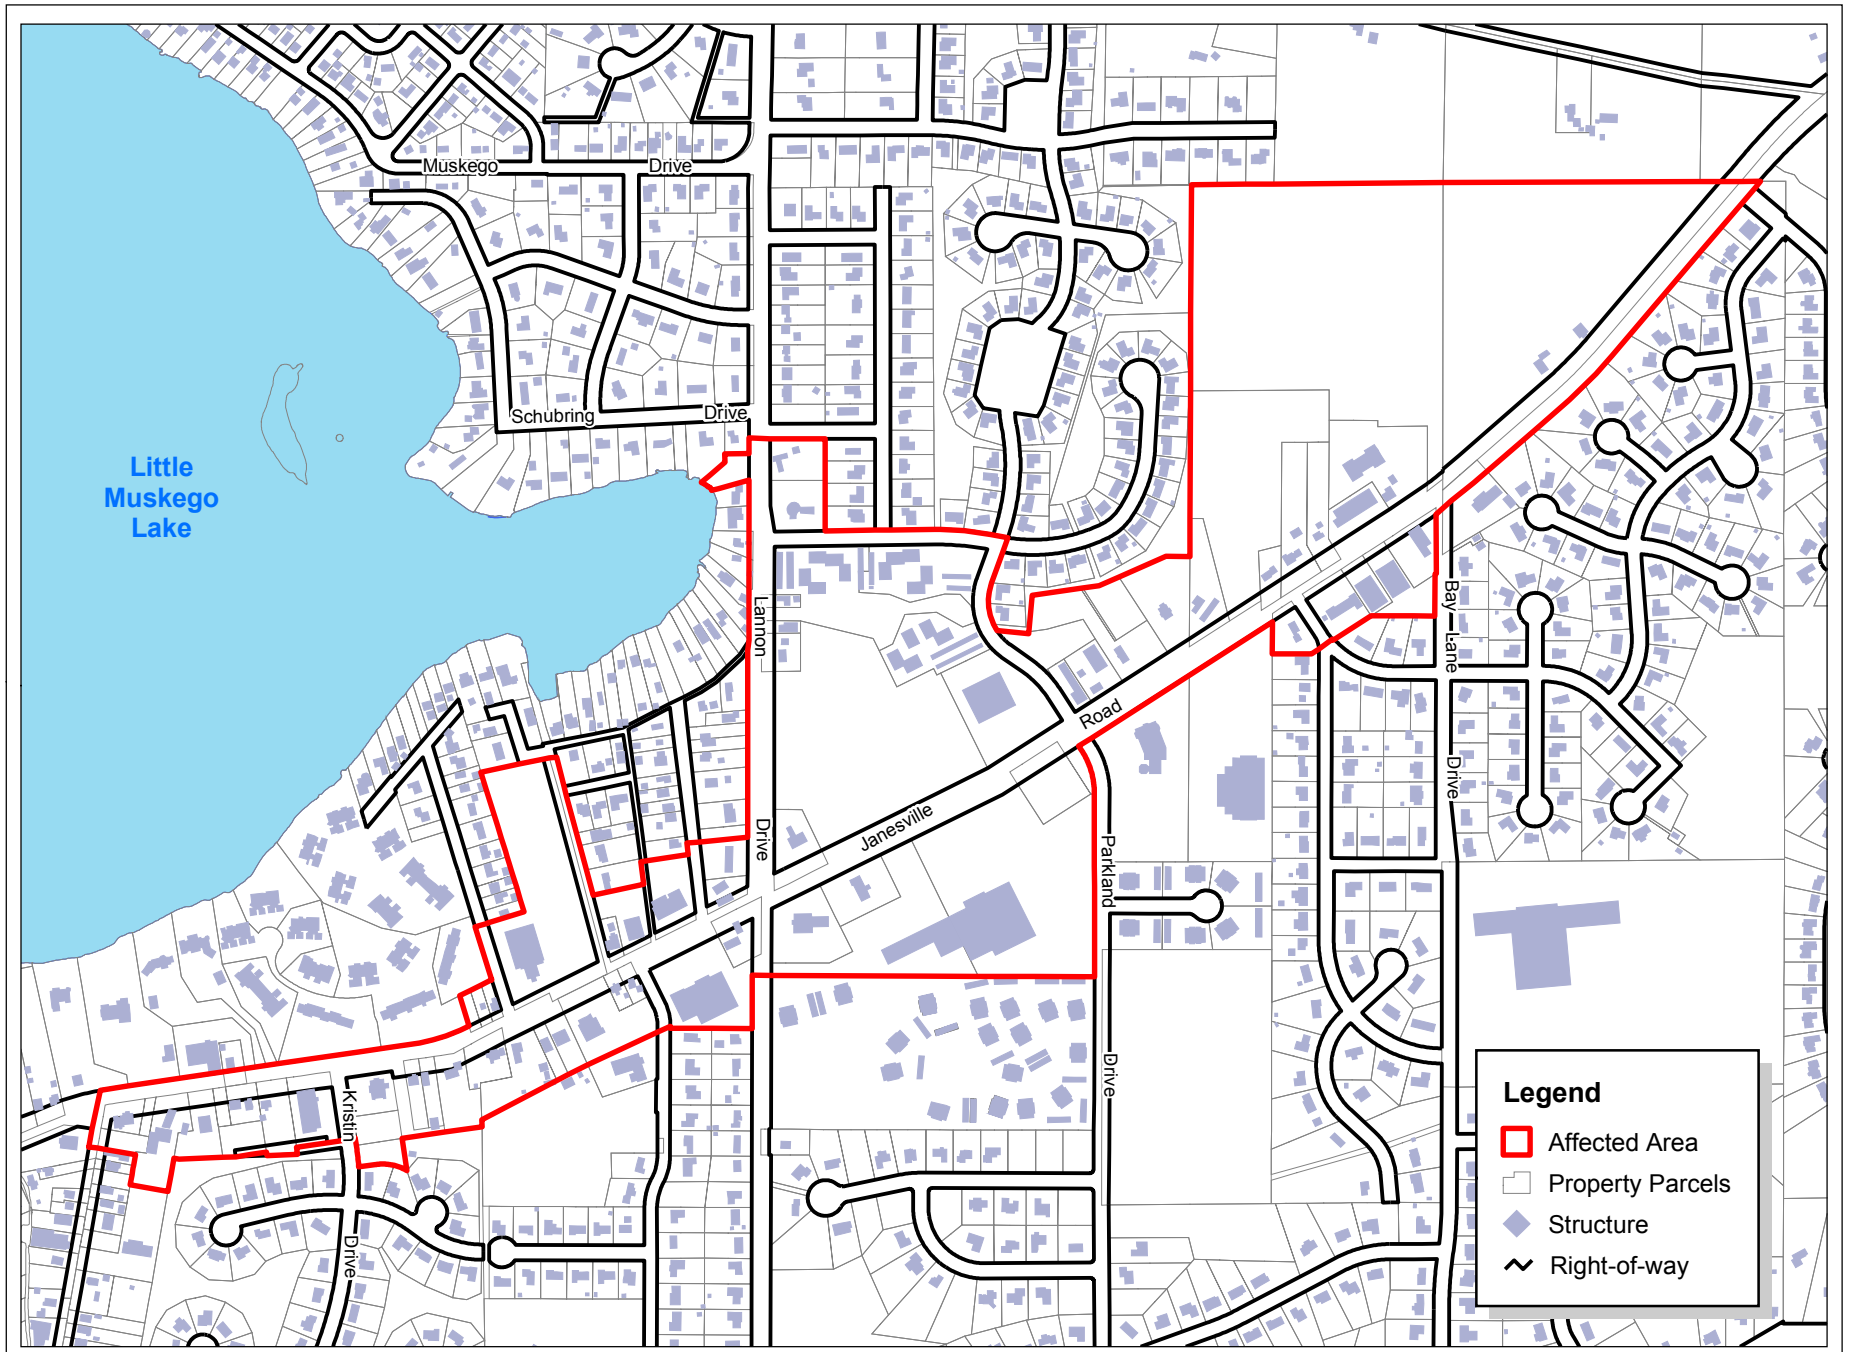 Muskego Drive
Schubring Drive
Little
Muskego
Lake
Lannon
Drive
Bay Lane
Drive
Road
Janesville
Parkland
Drive
Kristin
Drive
Legend
Affected Area
Property Parcels
Structure
Right-of-way